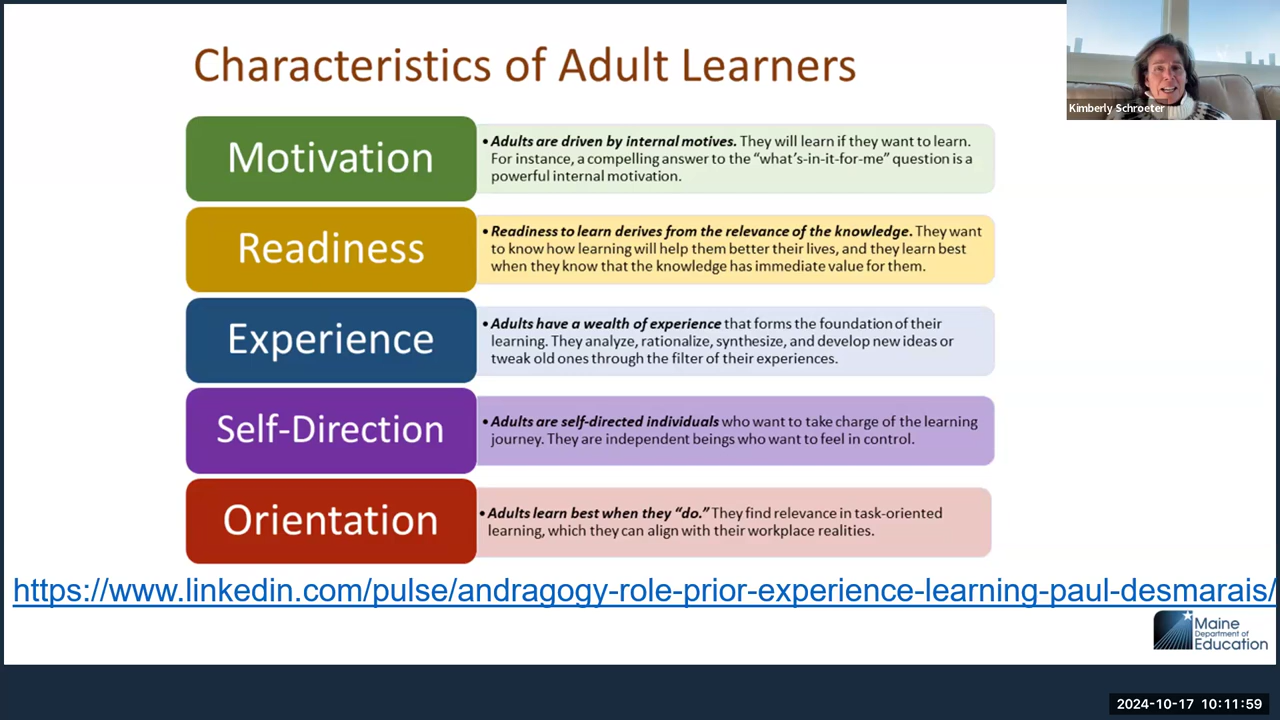 Characteristics of Adult Learners
Kimberly Schroeter
Motivation
• Adults are driven by internal motives. They will learn if they want to learn.
For instance, a compelling answer to the “what’s-in-it-for-me” question is a
powerful internal motivation.
Readiness
• Readiness to learn derives from the relevance of the knowledge. They want
to know how learning will help them better their lives, and they learn best
when they know that the knowledge has immediate value for them.
Experience
• Adults have a wealth of experience that forms the foundation of their
learning. They analyze, rationalize, synthesize, and develop new ideas or
tweak old ones through the filter of their experiences.
Self-Direction
• Adults are self-directed individuals who want to take charge of the learning
journey. They are independent beings who want to feel in control.
Orientation
• Adults learn best when they “do.” They find relevance in task-oriented
learning, which they can align with their workplace realities.
https://www.linkedin.com/pulse/andragogy-role-prior-experience-learning-paul-desmarais/
Maine
Department of
Education
2024-10-17 10:11:59